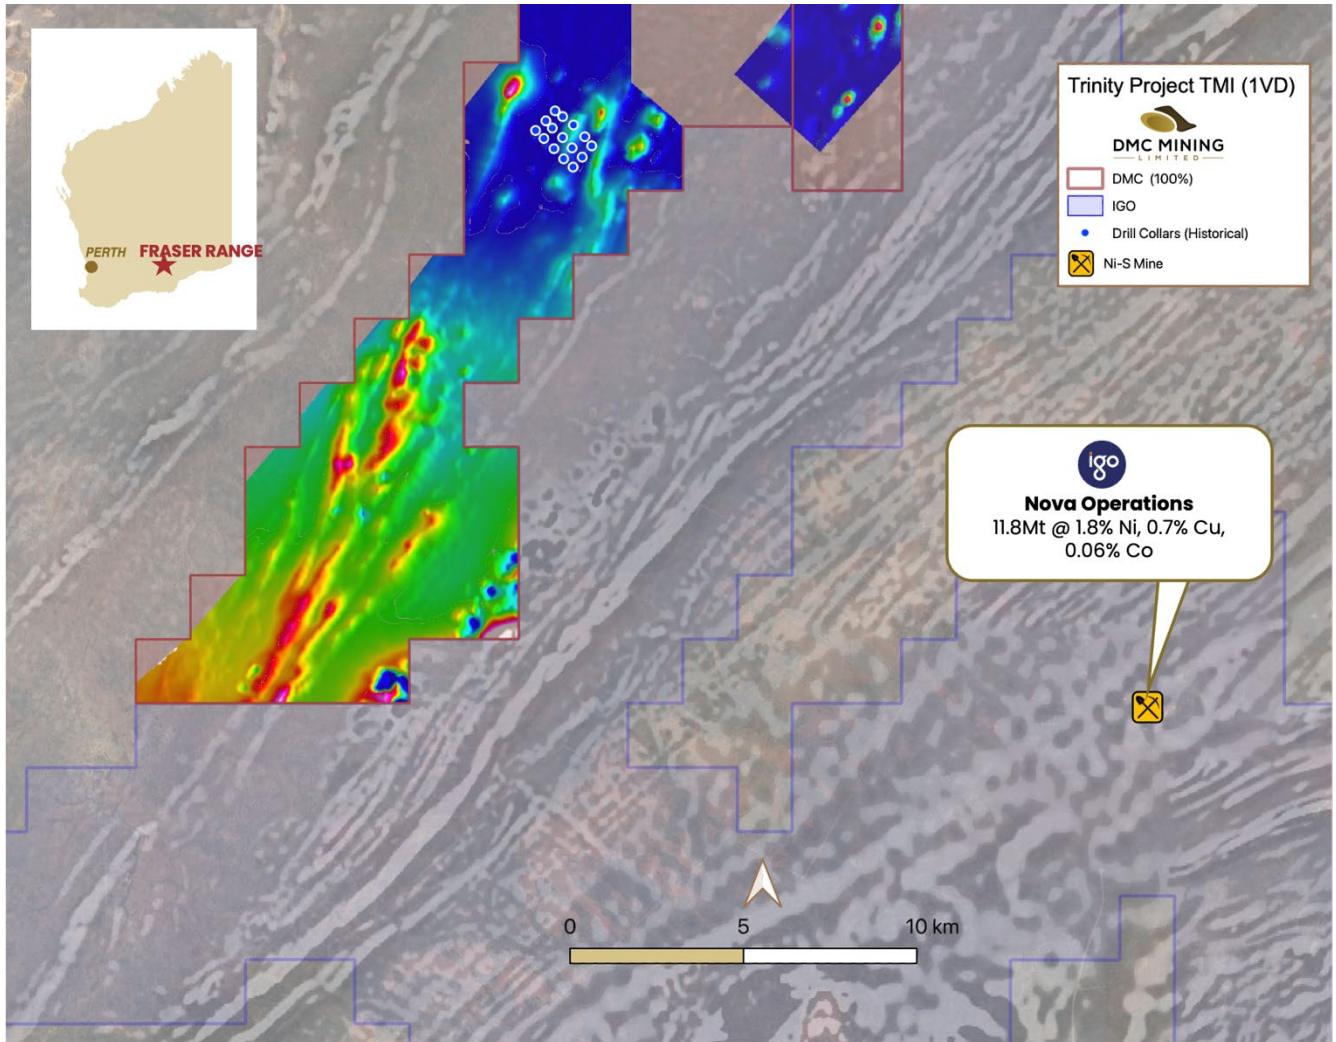 PERTH
FRASER RANGE
Trinity Project TMI (1VD)
DMC MINING
LIMITED
DMC (100%)
IGO
Drill Collars (Historical)
Ni-S Mine
igo
Nova Operations
11.8Mt @ 1.8% Ni, 0.7% Cu,
0.06% Co
0 5 10 km